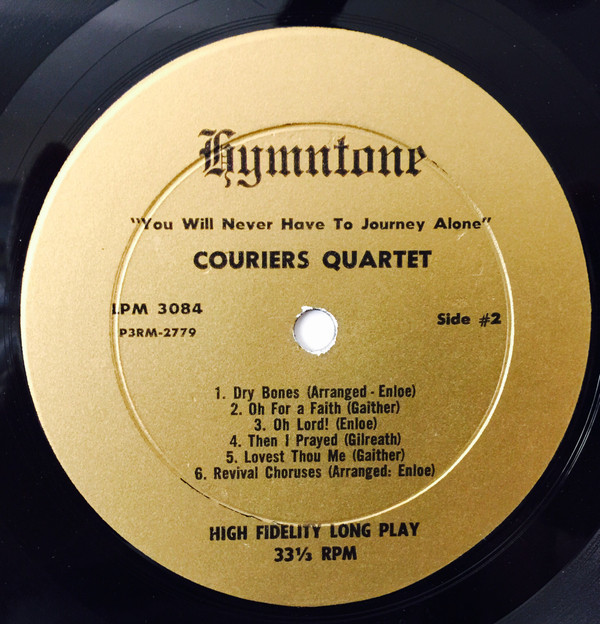 Hymntone
"You Will Never Have To Journey Alone"
COURIERS QUARTET
LPM 3084
P3RM-2779
Side #2
1. Dry Bones (Arranged - Enloe)
2. Oh For a Faith (Gaither)
3. Oh Lord! (Enloe)
4. Then I Prayed (Gilreath)
5. Lovest Thou Me (Gaither)
6. Revival Choruses (Arranged: Enloe)
HIGH FIDELITY LONG PLAY
33⅓ RPM